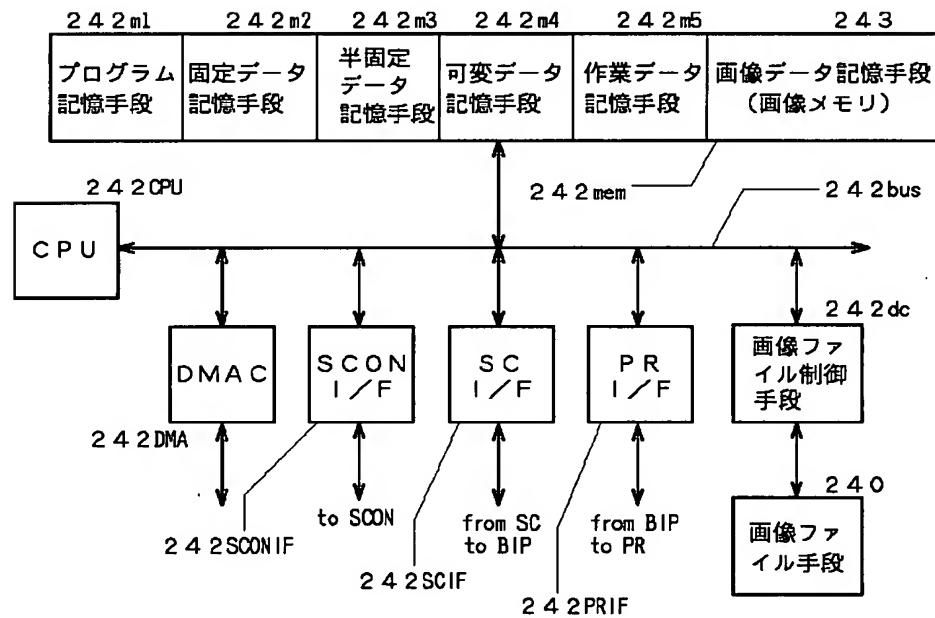 242m1 242m2 242m3 242m4 242m5 243
プログラム
記憶手段
固定データ
記憶手段
半固定
データ
記憶手段
可変データ
記憶手段
作業データ
記憶手段
画像データ記憶手段
(画像メモリ)
242CPU
242mem
242bus
CPU
242dc
DMAC
SCON
I/F
SC
I/F
PR
I/F
画像ファ
イル制御
手段
242DMA
240
to SCON
from SC
to BIP
from BIP
to PR
画像ファ
イル手段
242SCONIF
242SCIF
242PRIF